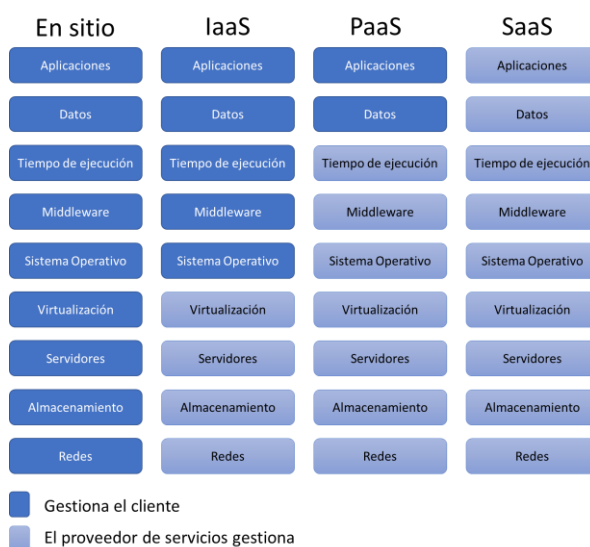 En sitio IaaS PaaS SaaS
Aplicaciones Aplicaciones Aplicaciones Aplicaciones
Datos Datos Datos Datos
Tiempo de ejecución Tiempo de ejecución Tiempo de ejecución Tiempo de ejecución
Middleware Middleware Middleware Middleware
Sistema Operativo Sistema Operativo Sistema Operativo Sistema Operativo
Virtualización Virtualización Virtualización Virtualización
Servidores Servidores Servidores Servidores
Almacenamiento Almacenamiento Almacenamiento Almacenamiento
Redes Redes Redes Redes
Gestiona el cliente
El proveedor de servicios gestiona